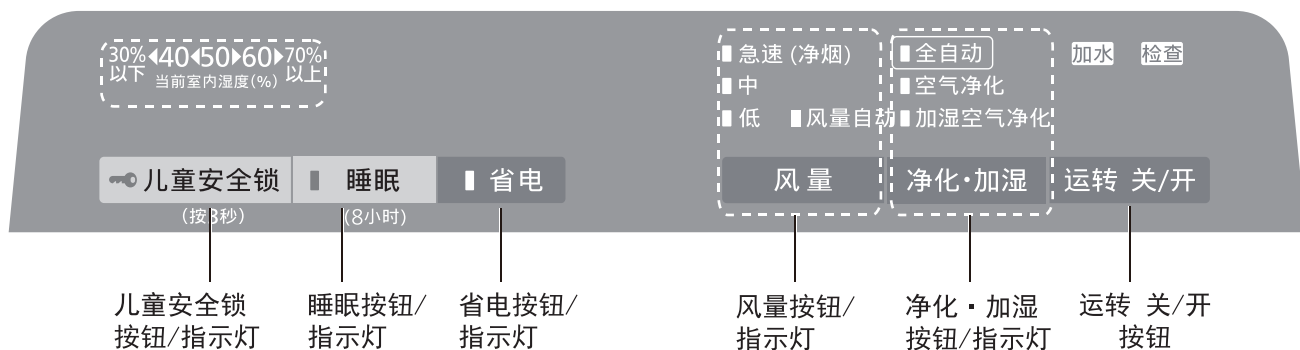 30% ◀40◀50▶60▶ 70%
以下 当前室内湿度(%) 以上
急速 (净烟)
中
低 风量自动
全自动
空气净化
加湿空气净化
加水 检查
儿童安全锁
(按3秒)
睡眠
(8小时)
省电
风量
净化·加湿
运转 关/开
儿童安全锁
按钮/指示灯
睡眠按钮/
指示灯
省电按钮/
指示灯
风量按钮/
指示灯
净化·加湿
按钮/指示灯
运转 关/开
按钮